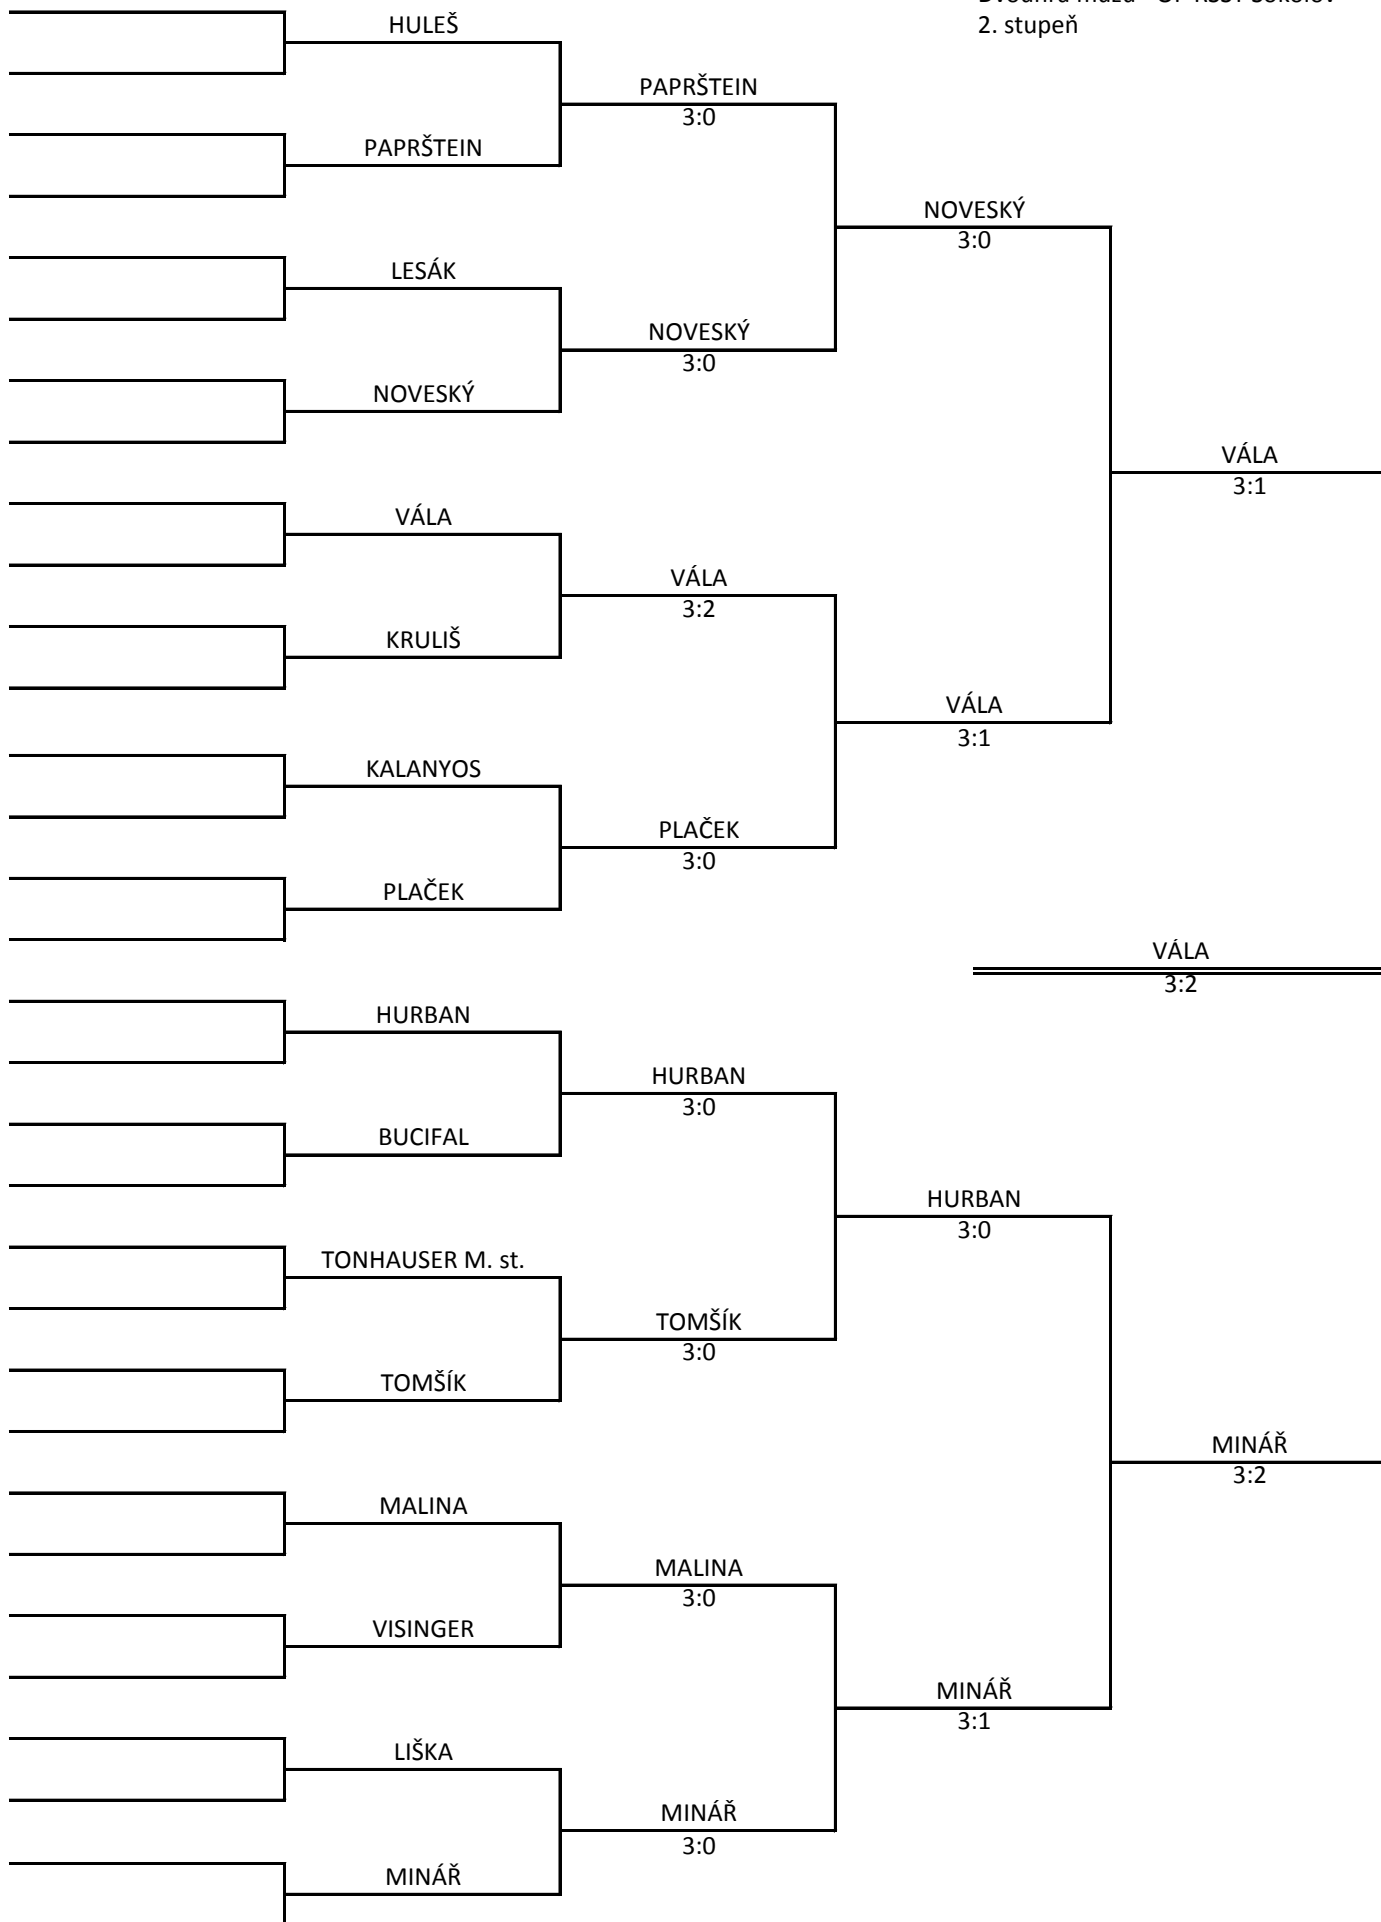 2. stupeň
HULEŠ
PAPRŠTEIN
3:0
PAPRŠTEIN
NOVESKÝ
3:0
LESÁK
NOVESKÝ
3:0
NOVESKÝ
VÁLA
3:1
VÁLA
VÁLA
3:2
KRULIŠ
VÁLA
3:1
KALANYOS
PLAČEK
3:0
PLAČEK
VÁLA
3:2
HURBAN
HURBAN
3:0
BUCIFAL
HURBAN
3:0
TONHAUSER M. st.
TOMŠÍK
3:0
TOMŠÍK
MINÁŘ
3:2
MALINA
MALINA
3:0
VISINGER
MINÁŘ
3:1
LIŠKA
MINÁŘ
3:0
MINÁŘ